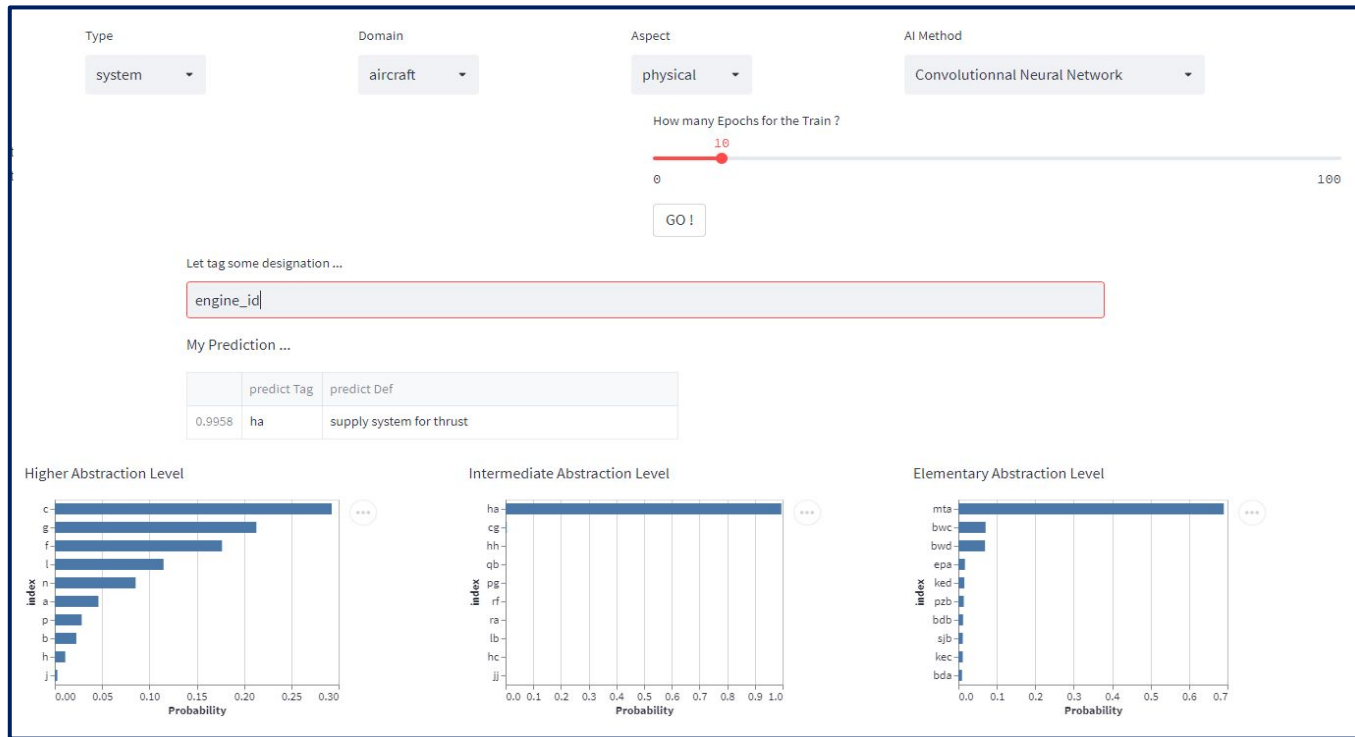 Type Domain Aspect AI Method
system aircraft physical Convolutionnal Neural Network
How many Epochs for the Train ?
10
0 100
GO !
Let tag some designation ...
engine_id
My Prediction ...
predict Tag predict Def
0.9958 ha supply system for thrust
Higher Abstraction Level
index
c
g
f
l
n
a
p
b
h
j
0.00 0.05 0.10 0.15 0.20 0.25 0.30
Probability
Intermediate Abstraction Level
index
ha
cg
hh
qb
pg
rf
ra
lb
hc
jj
0.0 0.1 0.2 0.3 0.4 0.5 0.6 0.7 0.8 0.9 1.0
Probability
Elementary Abstraction Level
index
mta
bwc
bwd
epa
ked
pzb
bdb
sjb
kec
bda
0.0 0.1 0.2 0.3 0.4 0.5 0.6 0.7
Probability